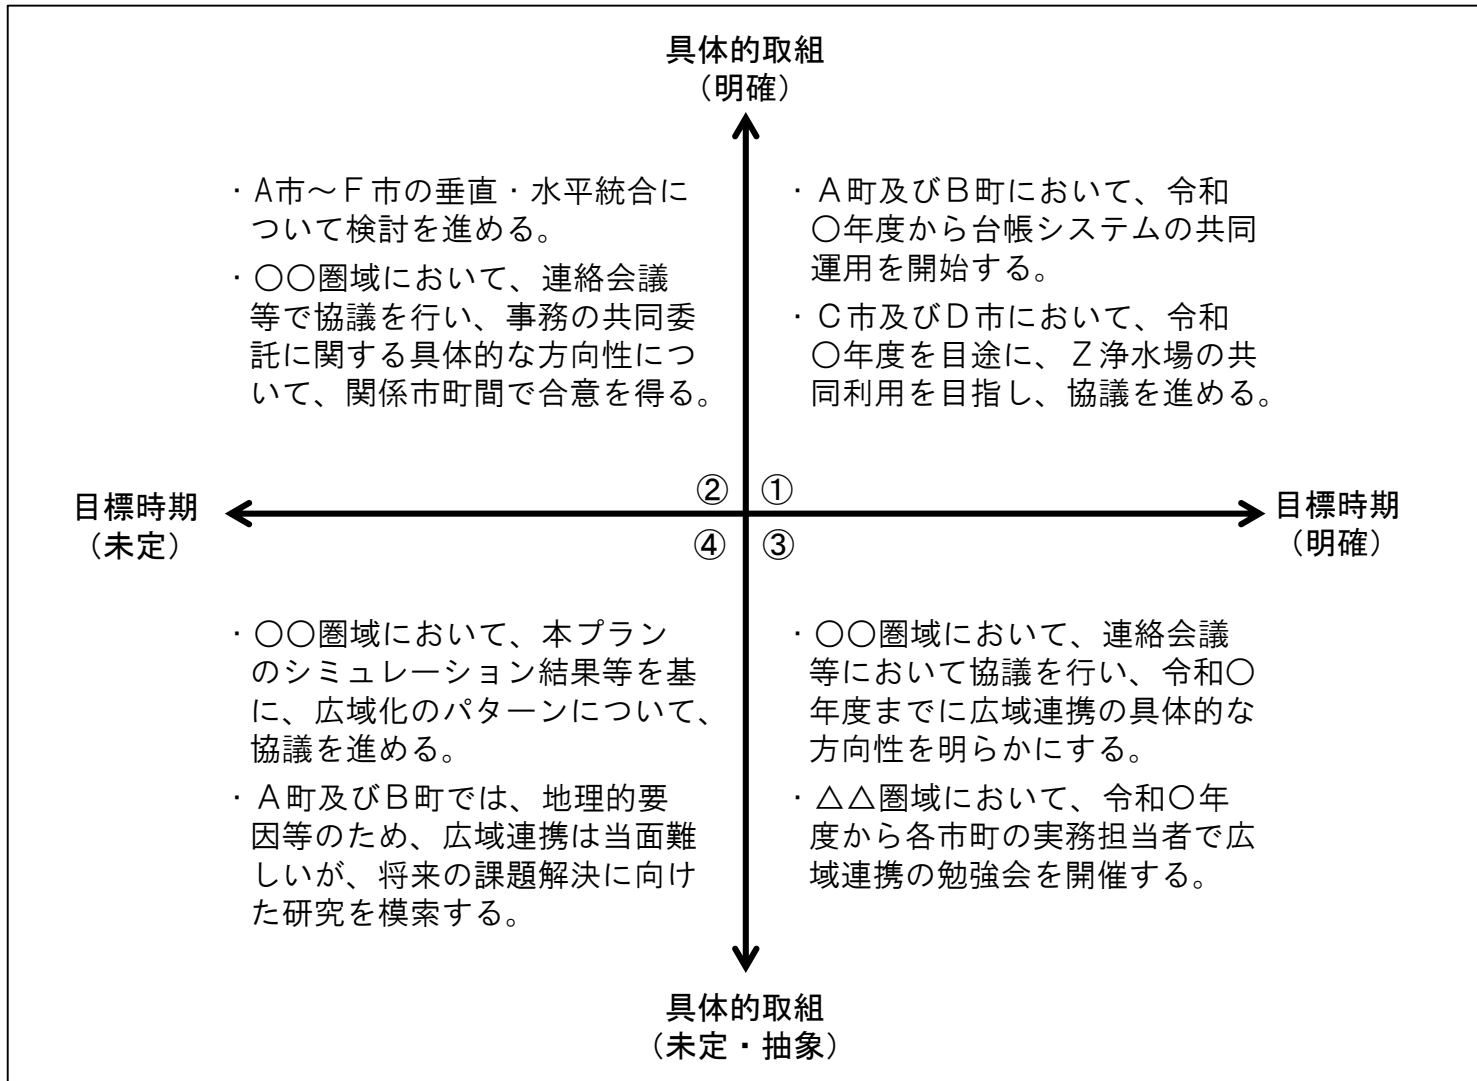 具体的取組
（明確）
・A市～Ｆ市の垂直・水平統合に
ついて検討を進める。
・〇〇圏域において、連絡会議
等で協議を行い、事務の共同委
託に関する具体的な方向性につ
いて、関係市町間で合意を得る。
・Ａ町及びＢ町において、令和
〇年度から台帳システムの共同
運用を開始する。
・Ｃ市及びＤ市において、令和
〇年度を目途に、Ｚ浄水場の共
同利用を目指し、協議を進める。
② ①
目標時期
（未定）
目標時期
（明確）
④ ③
・〇〇圏域において、本プラン
のシミュレーション結果等を基
に、広域化のパターンについて、
協議を進める。
・Ａ町及びＢ町では、地理的要
因等のため、広域連携は当面難
しいが、将来の課題解決に向け
た研究を模索する。
・〇〇圏域において、連絡会議
等において協議を行い、令和〇
年度までに広域連携の具体的な
方向性を明らかにする。
・△△圏域において、令和〇年
度から各市町の実務担当者で広
域連携の勉強会を開催する。
具体的取組
（未定・抽象）